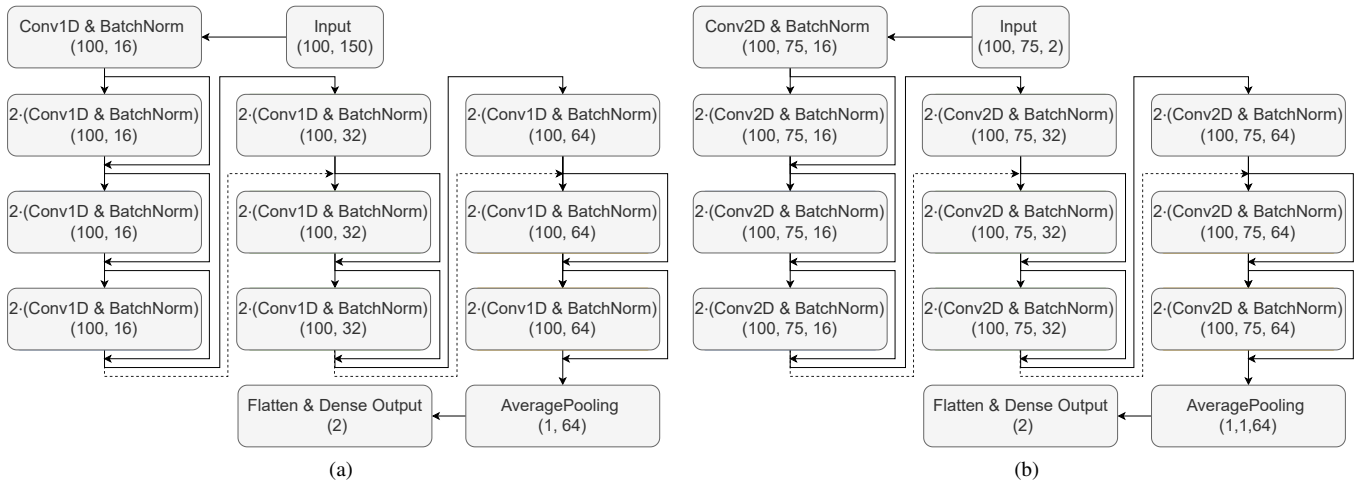 Conv1D & BatchNorm
(100, 16)
Input
(100, 150)
2·(Conv1D & BatchNorm)
(100, 16)
2·(Conv1D & BatchNorm)
(100, 16)
2·(Conv1D & BatchNorm)
(100, 16)
2·(Conv1D & BatchNorm)
(100, 32)
2·(Conv1D & BatchNorm)
(100, 32)
2·(Conv1D & BatchNorm)
(100, 32)
2·(Conv1D & BatchNorm)
(100, 64)
2·(Conv1D & BatchNorm)
(100, 64)
2·(Conv1D & BatchNorm)
(100, 64)
Flatten & Dense Output
(2)
AveragePooling
(1, 64)
(a)
Conv2D & BatchNorm
(100, 75, 16)
Input
(100, 75, 2)
2·(Conv2D & BatchNorm)
(100, 75, 16)
2·(Conv2D & BatchNorm)
(100, 75, 16)
2·(Conv2D & BatchNorm)
(100, 75, 16)
2·(Conv2D & BatchNorm)
(100, 75, 32)
2·(Conv2D & BatchNorm)
(100, 75, 32)
2·(Conv2D & BatchNorm)
(100, 75, 32)
2·(Conv2D & BatchNorm)
(100, 75, 64)
2·(Conv2D & BatchNorm)
(100, 75, 64)
2·(Conv2D & BatchNorm)
(100, 75, 64)
Flatten & Dense Output
(2)
AveragePooling
(1,1,64)
(b)